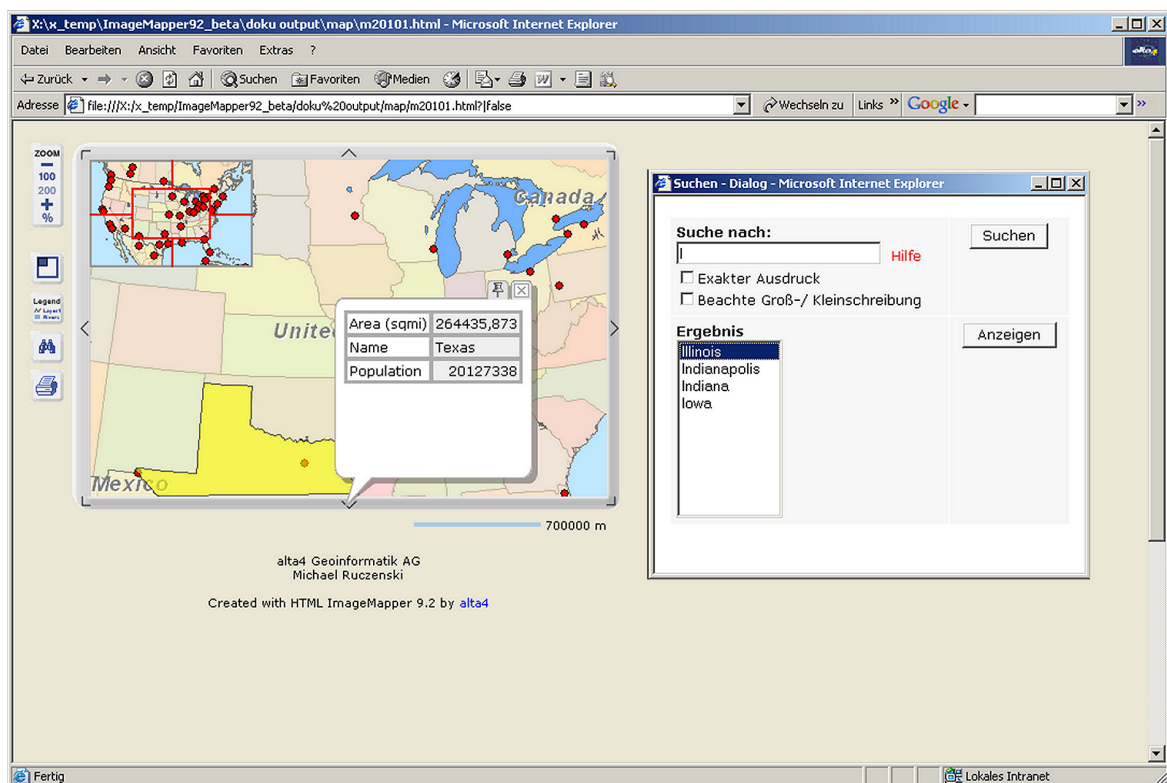 X:\x_temp\ImageMapper92_beta\doku output\map\m20101.html - Microsoft Internet Explorer
Datei Bearbeiten Ansicht Favoriten Extras ?
alta4
Zurück Suchen Favoriten Medien
Adresse file:///X:/x_temp/ImageMapper92_beta/doku%20output/map/m20101.html?|false Wechseln zu Links » Google »
ZOOM
100
200
%
Legend
Canada
Unite
Mexico
Area (sqmi) 264435,873
Name Texas
Population 20127338
700000 m
alta4 Geoinformatik AG
Michael Ruczenski
Created with HTML ImageMapper 9.2 by alta4
Suchen - Dialog - Microsoft Internet Explorer
Suche nach:
Suchen
Hilfe
Exakter Ausdruck
Beachte Groß-/ Kleinschreibung
Ergebnis
Anzeigen
Illinois
Indianapolis
Indiana
Iowa
Fertig
Lokales Intranet